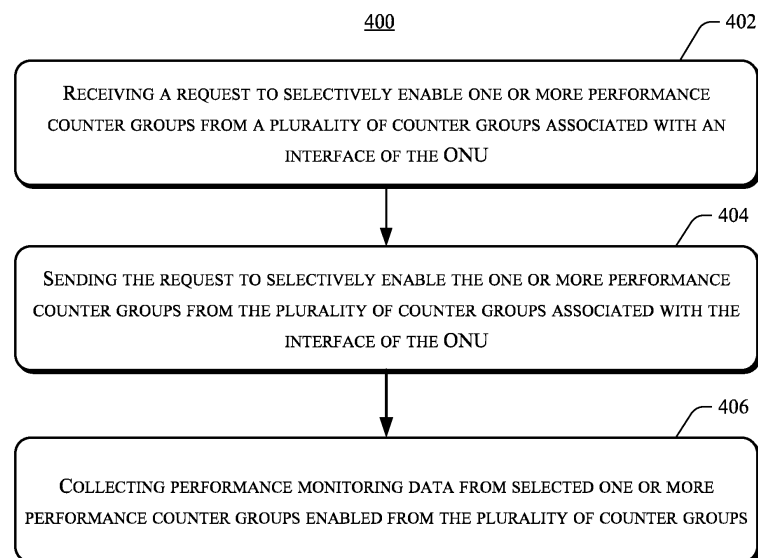 400
402
RECEIVING A REQUEST TO SELECTIVELY ENABLE ONE OR MORE PERFORMANCE
COUNTER GROUPS FROM A PLURALITY OF COUNTER GROUPS ASSOCIATED WITH AN
INTERFACE OF THE ONU
404
SENDING THE REQUEST TO SELECTIVELY ENABLE THE ONE OR MORE PERFORMANCE
COUNTER GROUPS FROM THE PLURALITY OF COUNTER GROUPS ASSOCIATED WITH THE
INTERFACE OF THE ONU
406
COLLECTING PERFORMANCE MONITORING DATA FROM SELECTED ONE OR MORE
PERFORMANCE COUNTER GROUPS ENABLED FROM THE PLURALITY OF COUNTER GROUPS